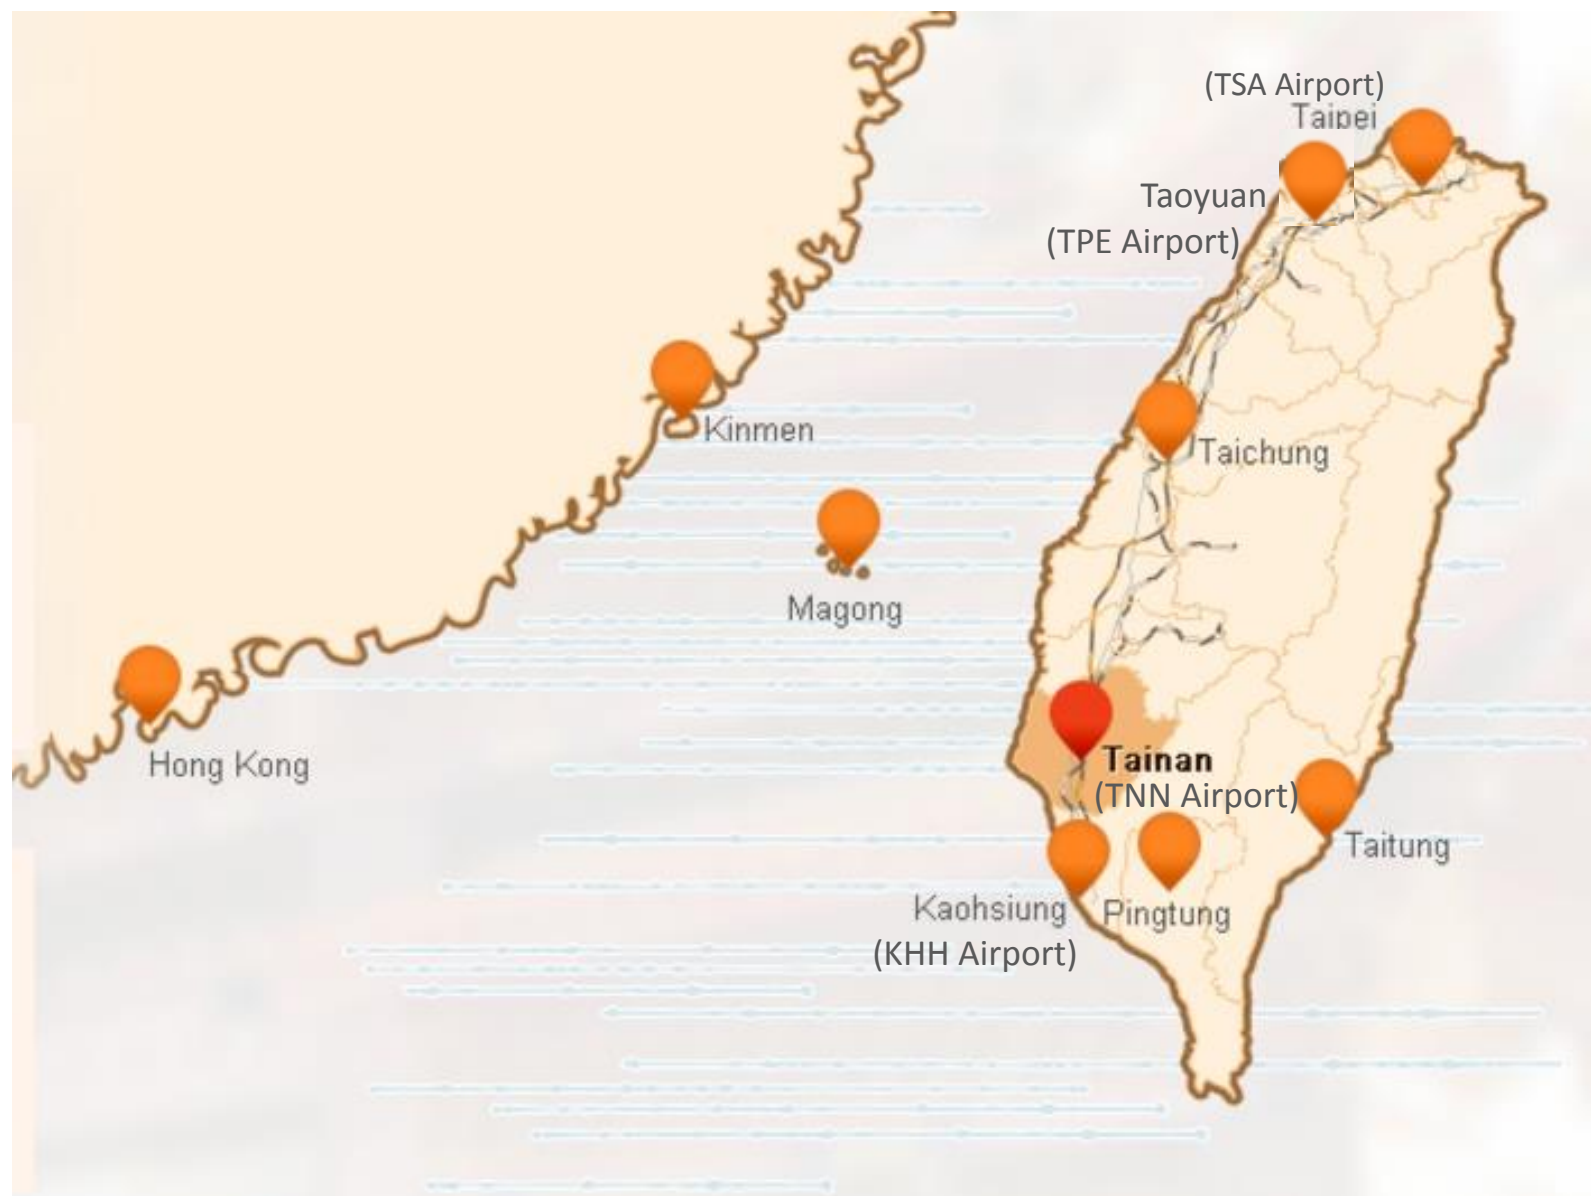 (TSA Airport)
Taipei
Taoyuan
(TPE Airport)
Kinmen
Taichung
Magong
Hong Kong
Tainan
(TNN Airport)
Taitung
Kaohsiung
Pingtung
(KHH Airport)